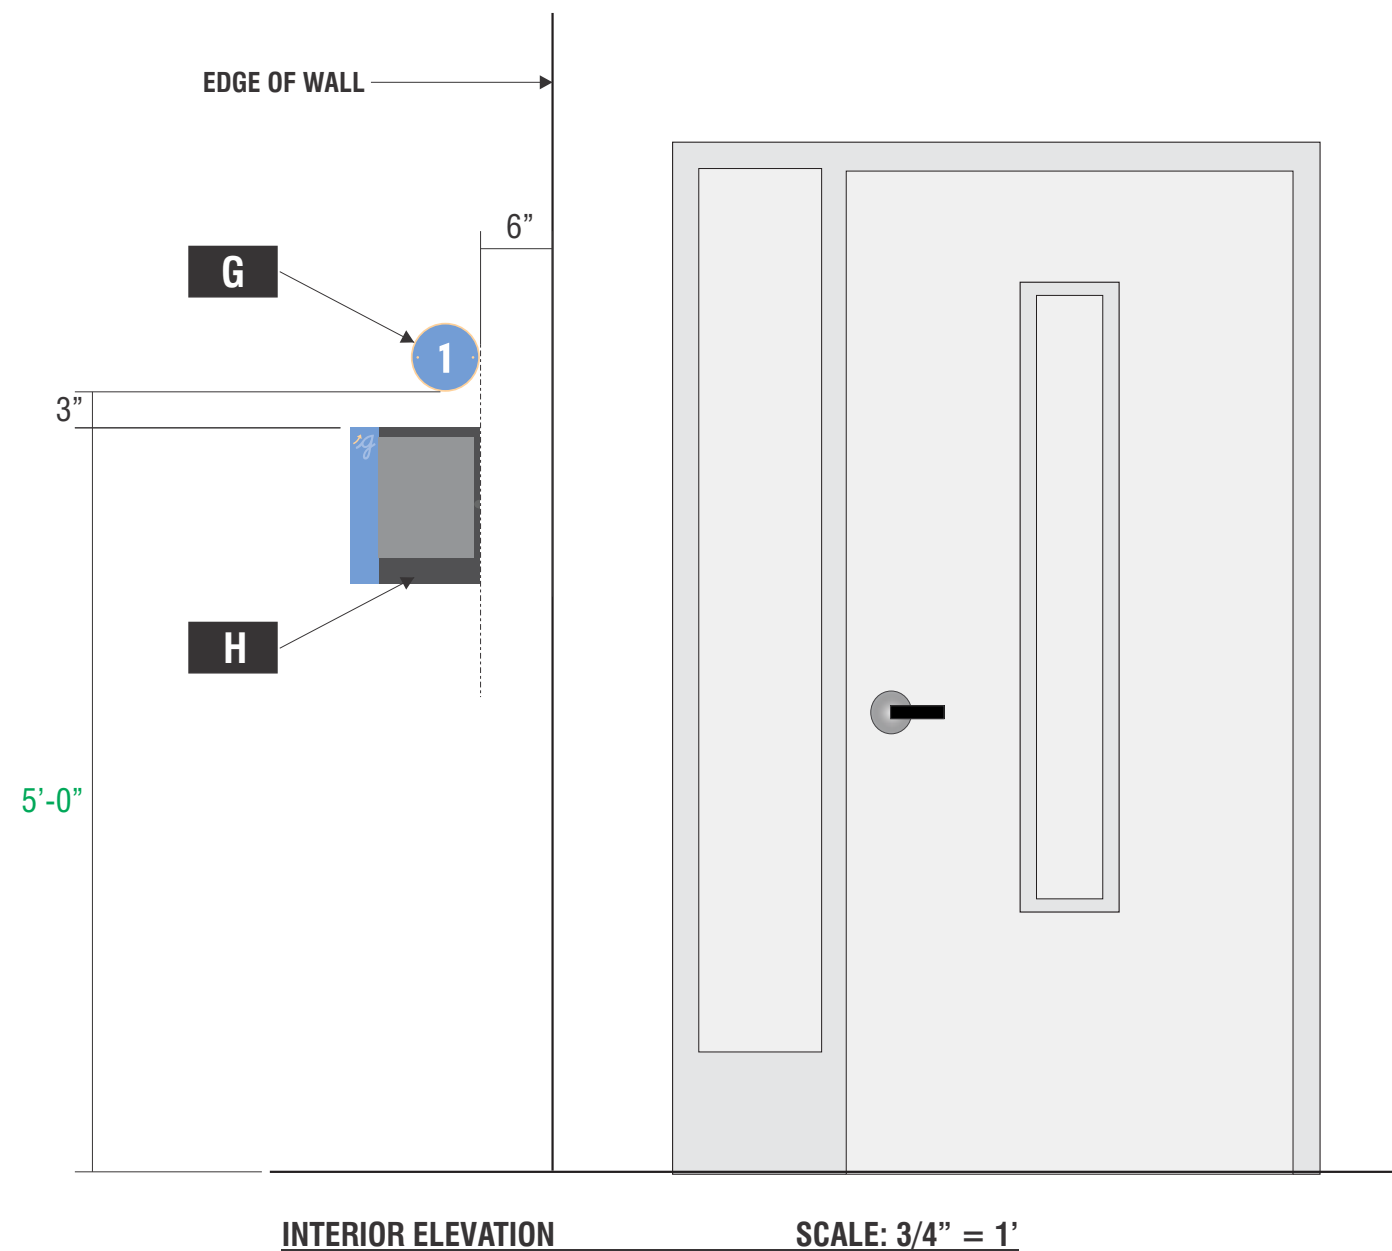 EDGE OF WALL
6”
G
1
3”
g
H
5’-0”
INTERIOR ELEVATION
SCALE: 3/4” = 1’